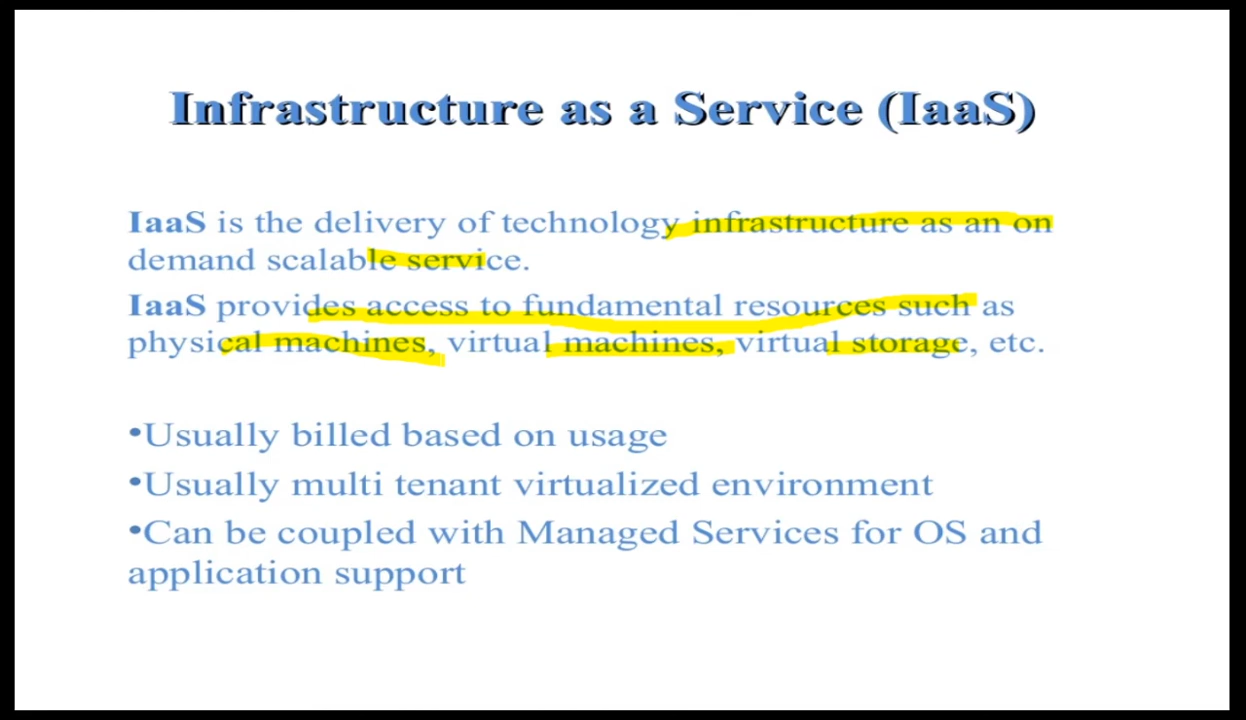 Infrastructure as a Service (IaaS)
IaaS is the delivery of technology infrastructure as an on
demand scalable service.
IaaS provides access to fundamental resources such as
physical machines, virtual machines, virtual storage, etc.
•Usually billed based on usage
•Usually multi tenant virtualized environment
•Can be coupled with Managed Services for OS and
application support